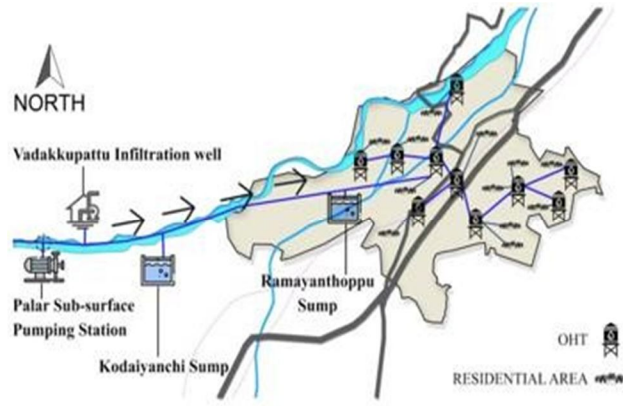 NORTH
Vadakkupattu Infiltration well
Palar Sub-surface
Pumping Station
Kodaiyanchi Sump
Ramayanthoppu
Sump
OHT
RESIDENTIAL AREA